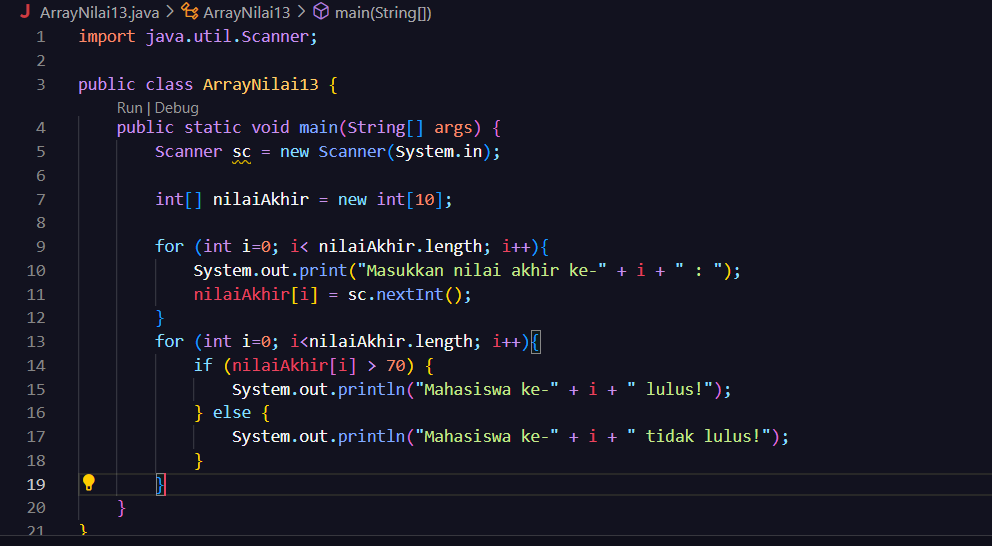 ArrayNilai13.java > ArrayNilai13 > main(String[])
1 import java.util.Scanner;
2
3 public class ArrayNilai13 {
Run | Debug
4 public static void main(String[] args) {
5 Scanner sc = new Scanner(System.in);
6
7 int[] nilaiAkhir = new int[10];
8
9 for (int i=0; i< nilaiAkhir.length; i++){
10 System.out.print("Masukkan nilai akhir ke-" + i + " : ");
11 nilaiAkhir[i] = sc.nextInt();
12 }
13 for (int i=0; i<nilaiAkhir.length; i++){
14 if (nilaiAkhir[i] > 70) {
15 System.out.println("Mahasiswa ke-" + i + " lulus!");
16 } else {
17 System.out.println("Mahasiswa ke-" + i + " tidak lulus!");
18 }
19 }
20 }
21 }